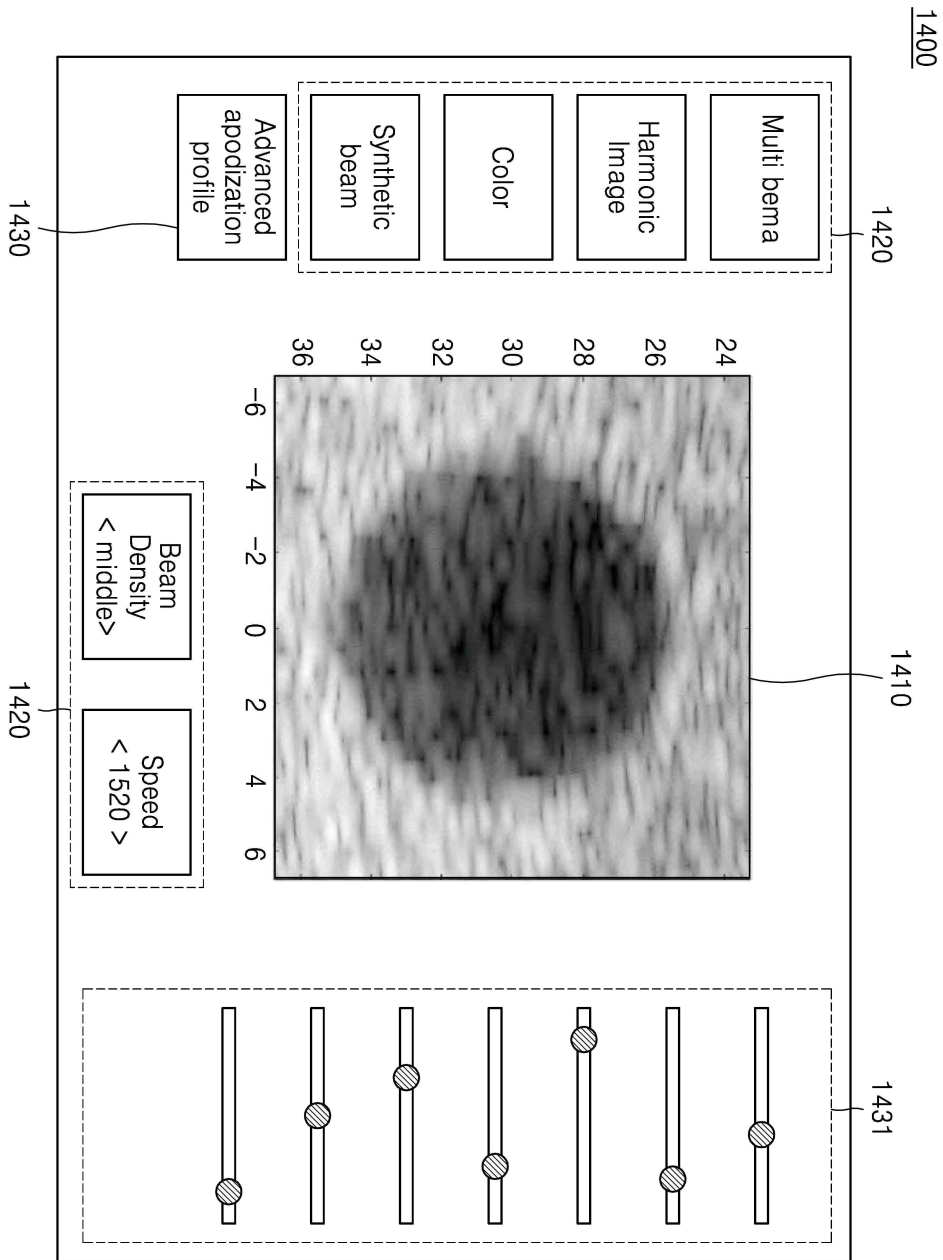 1400
1420
Multi bema
Harmonic
Image
Color
Synthetic
beam
Advanced
apodization
profile
1430
1410
24
26
28
30
32
34
36
-6
-4
-2
0
2
4
6
Beam
Density
< middle>
Speed
< 1520 >
1420
1431